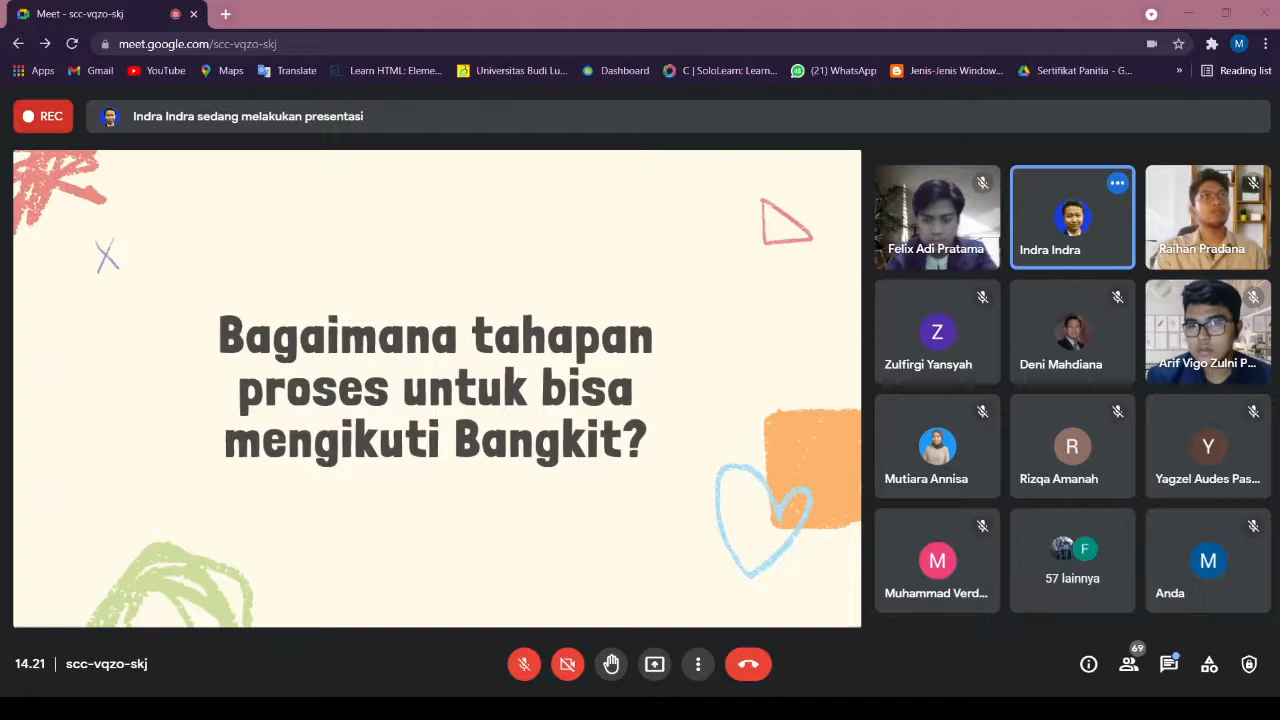 Meet - scc-vqzo-skj
meet.google.com/scc-vqzo-skj
M
Apps
Gmail
YouTube
Maps
Translate
Learn HTML: Eleme...
Universitas Budi Lu...
Dashboard
C | SoloLearn: Learn...
(21) WhatsApp
Jenis-Jenis Window...
Sertifikat Panitia - G...
»
Reading list
REC
Indra Indra sedang melakukan presentasi
Bagaimana tahapan
proses untuk bisa
mengikuti Bangkit?
Felix Adi Pratama
Indra Indra
Raihan Pradana
Z
Zulfirgi Yansyah
Deni Mahdiana
Arif Vigo Zulni P...
Mutiara Annisa
R
Rizqa Amanah
Y
Yagzel Audes Pas...
M
Muhammad Verd...
F
57 lainnya
M
Anda
14.21
scc-vqzo-skj
69